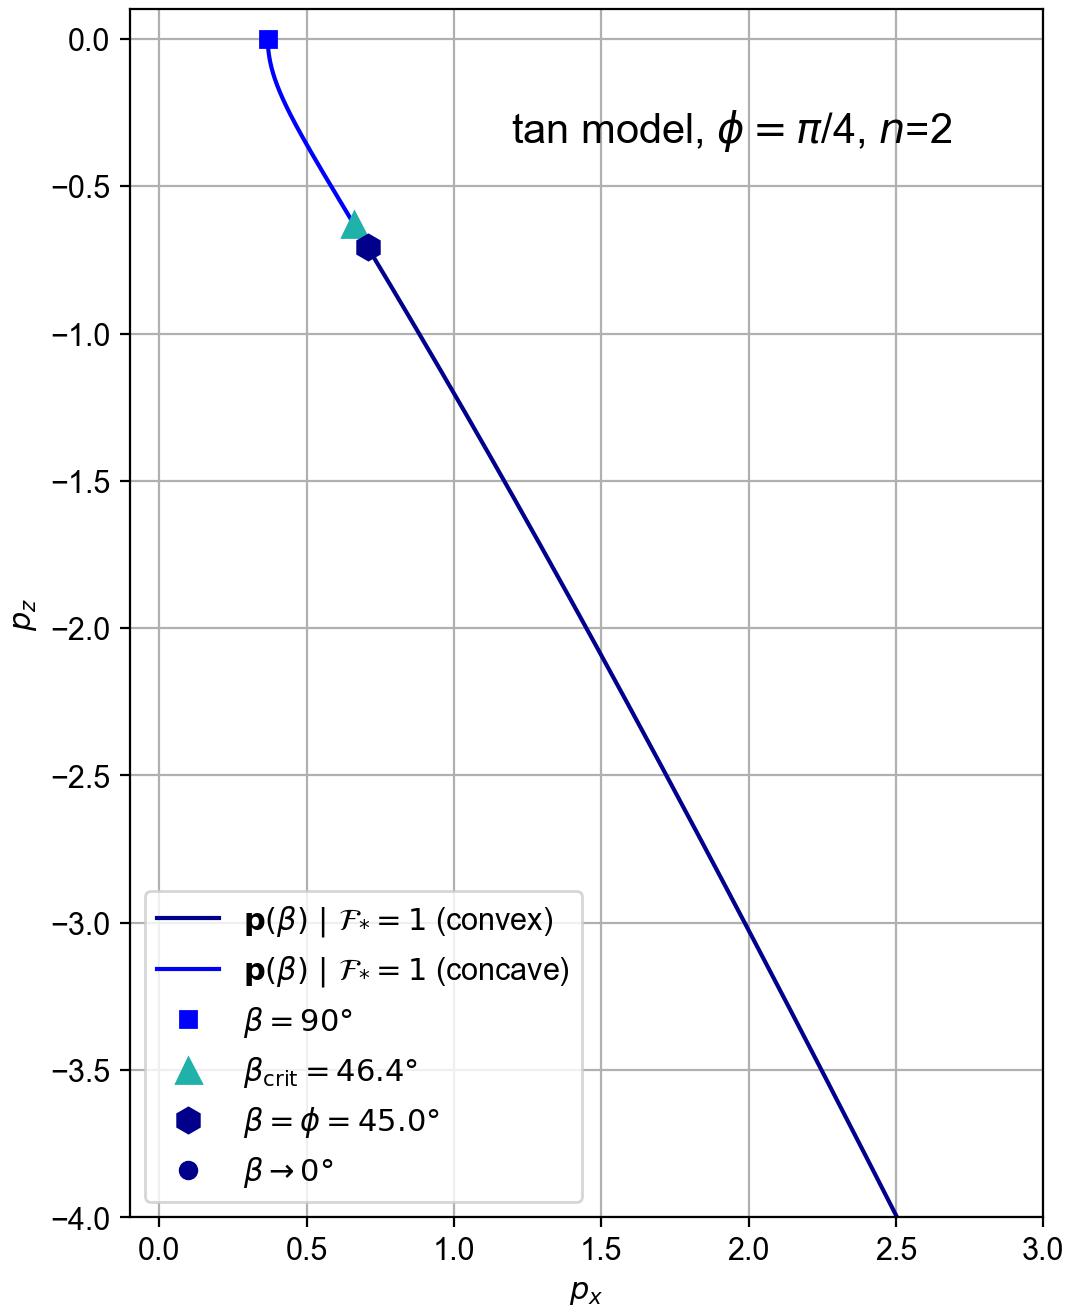 0.0
−0.5
−1.0
−1.5
−2.0
−2.5
−3.0
−3.5
−4.0
p_z
tan model, ϕ = π/4, n=2
p(β) | ℱ* = 1 (convex)
p(β) | ℱ* = 1 (concave)
β = 90°
β_crit = 46.4°
β = ϕ = 45.0°
β → 0°
0.0 0.5 1.0 1.5 2.0 2.5 3.0
p_x